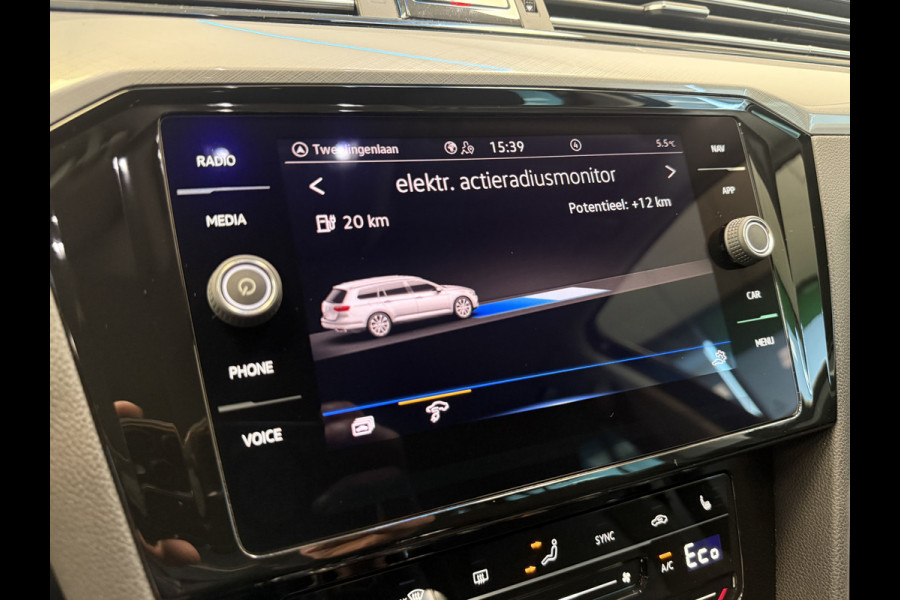 RADIO
MEDIA
PHONE
VOICE
15:39
4
5.5°C
elektr. actieradiusmonitor
20 km
Potentieel: +12 km
NAV
APP
CAR
MENU
SYNC
A/C
Eco